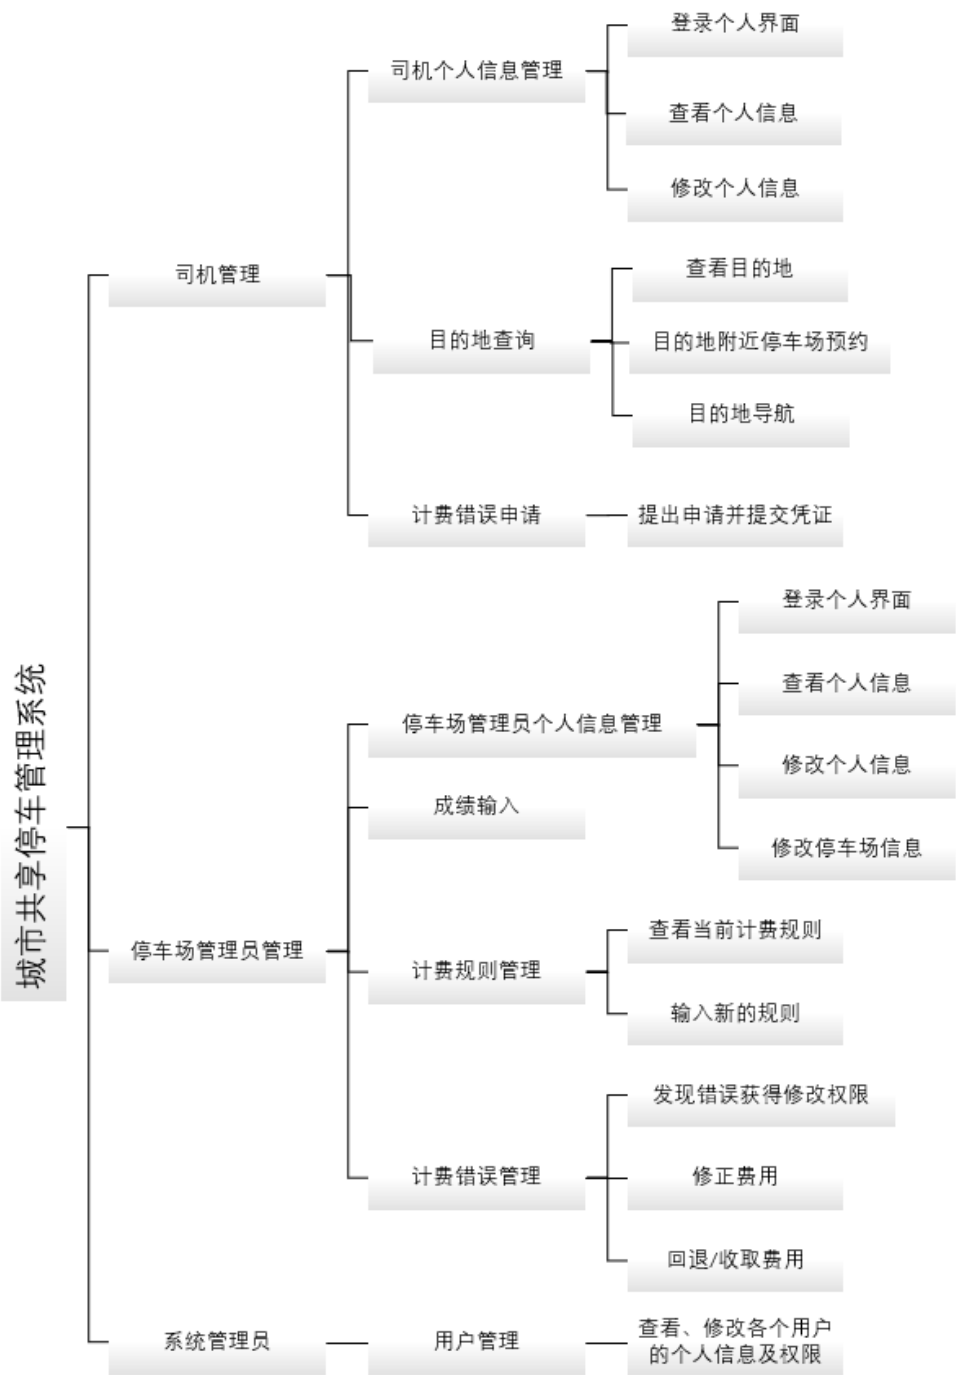 城市共享停车管理系统
司机管理
司机个人信息管理
登录个人界面
查看个人信息
修改个人信息
目的地查询
查看目的地
目的地附近停车场预约
目的地导航
计费错误申请
提出申请并提交凭证
停车场管理员管理
停车场管理员个人信息管理
登录个人界面
查看个人信息
修改个人信息
修改停车场信息
成绩输入
计费规则管理
查看当前计费规则
输入新的规则
计费错误管理
发现错误获得修改权限
修正费用
回退/收取费用
系统管理员
用户管理
查看、修改各个用户
的个人信息及权限